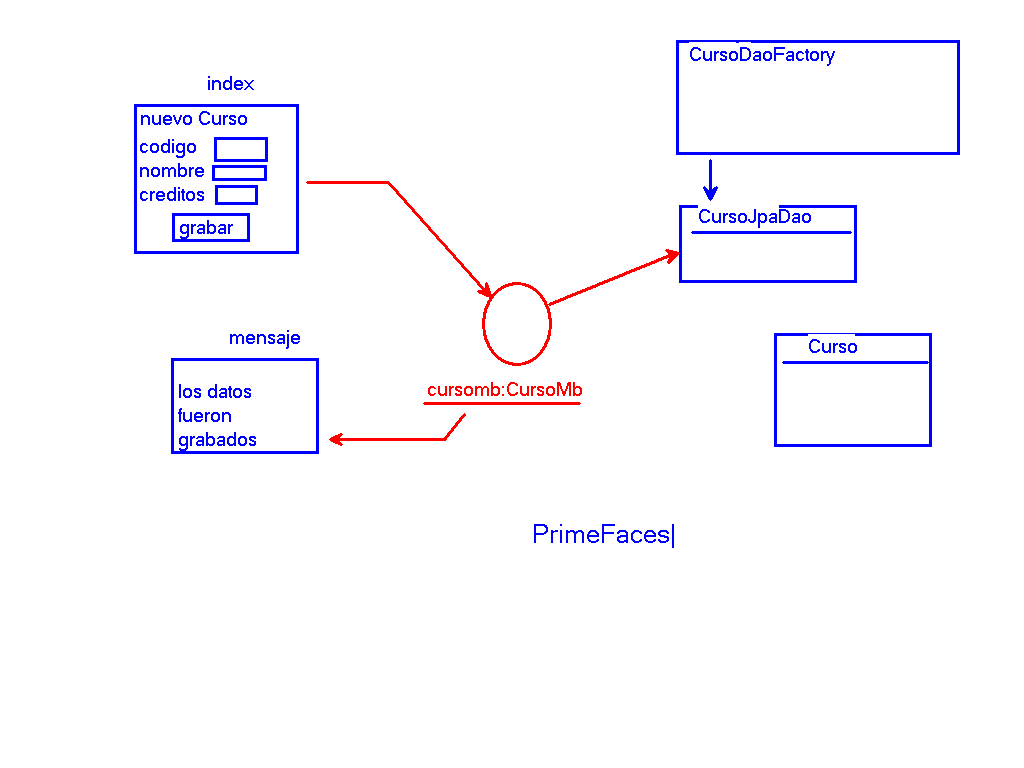 CursoDaoFactory
index
nuevo Curso
codigo
nombre
creditos
grabar
CursoJpaDao
mensaje
los datos
fueron
grabados
cursomb:CursoMb
Curso
PrimeFaces